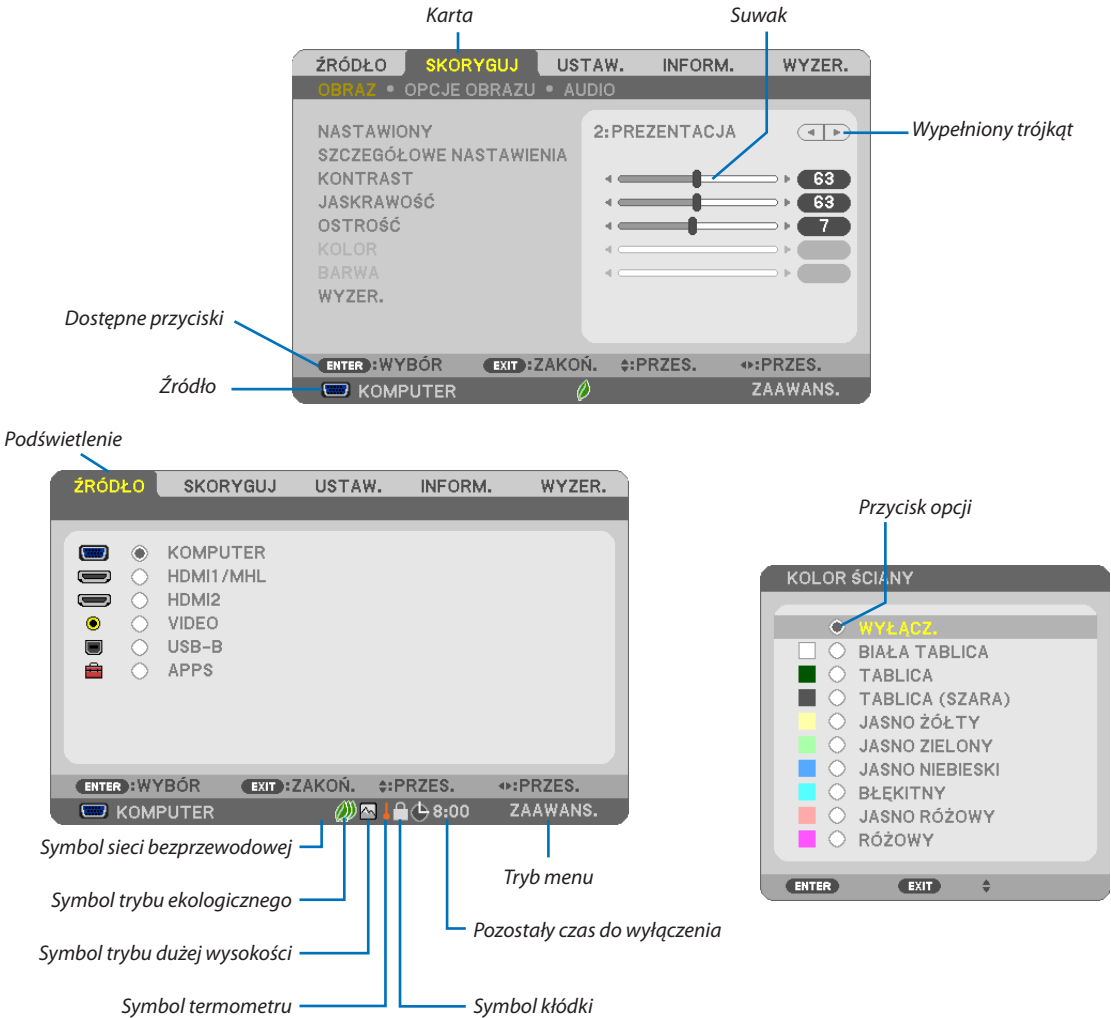 Karta
Suwak
ŹRÓDŁO SKORYGUJ USTAW. INFORM. WYZER.
OBRAZ • OPCJE OBRAZU • AUDIO
NASTAWIONY 2:PREZENTACJA
Wypełniony trójkąt
SZCZEGÓŁOWE NASTAWIENIA
KONTRAST 63
JASKRAWOŚĆ 63
OSTROŚĆ 7
KOLOR
BARWA
WYZER.
Dostępne przyciski
ENTER :WYBÓR EXIT :ZAKOŃ. :PRZES. :PRZES.
Źródło
KOMPUTER ZAAWANS.
Podświetlenie
ŹRÓDŁO SKORYGUJ USTAW. INFORM. WYZER.
KOMPUTER
HDMI1/MHL
HDMI2
VIDEO
USB-B
APPS
ENTER :WYBÓR EXIT :ZAKOŃ. :PRZES. :PRZES.
KOMPUTER 8:00 ZAAWANS.
Symbol sieci bezprzewodowej
Tryb menu
Symbol trybu ekologicznego
Pozostały czas do wyłączenia
Symbol trybu dużej wysokości
Symbol termometru
Symbol kłódki
Przycisk opcji
KOLOR ŚCIANY
WYŁĄCZ.
BIAŁA TABLICA
TABLICA
TABLICA (SZARA)
JASNO ŻÓŁTY
JASNO ZIELONY
JASNO NIEBIESKI
BŁĘKITNY
JASNO RÓŻOWY
RÓŻOWY
ENTER EXIT